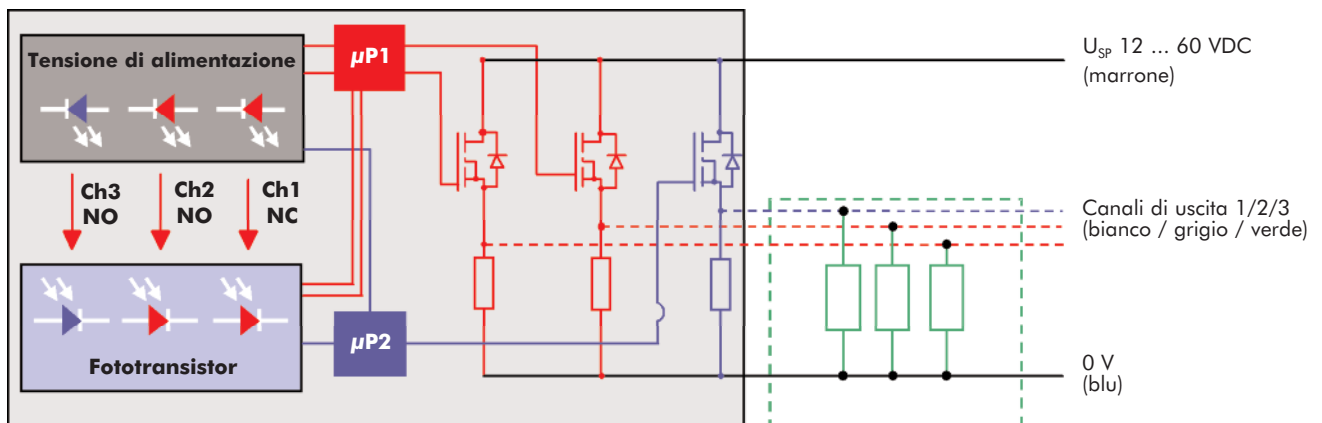 Tensione di alimentazione
µP1
U_SP 12 ... 60 VDC
(marrone)
Ch3
NO
Ch2
NO
Ch1
NC
Canali di uscita 1/2/3
(bianco / grigio / verde)
Fototransistor
µP2
0 V
(blu)